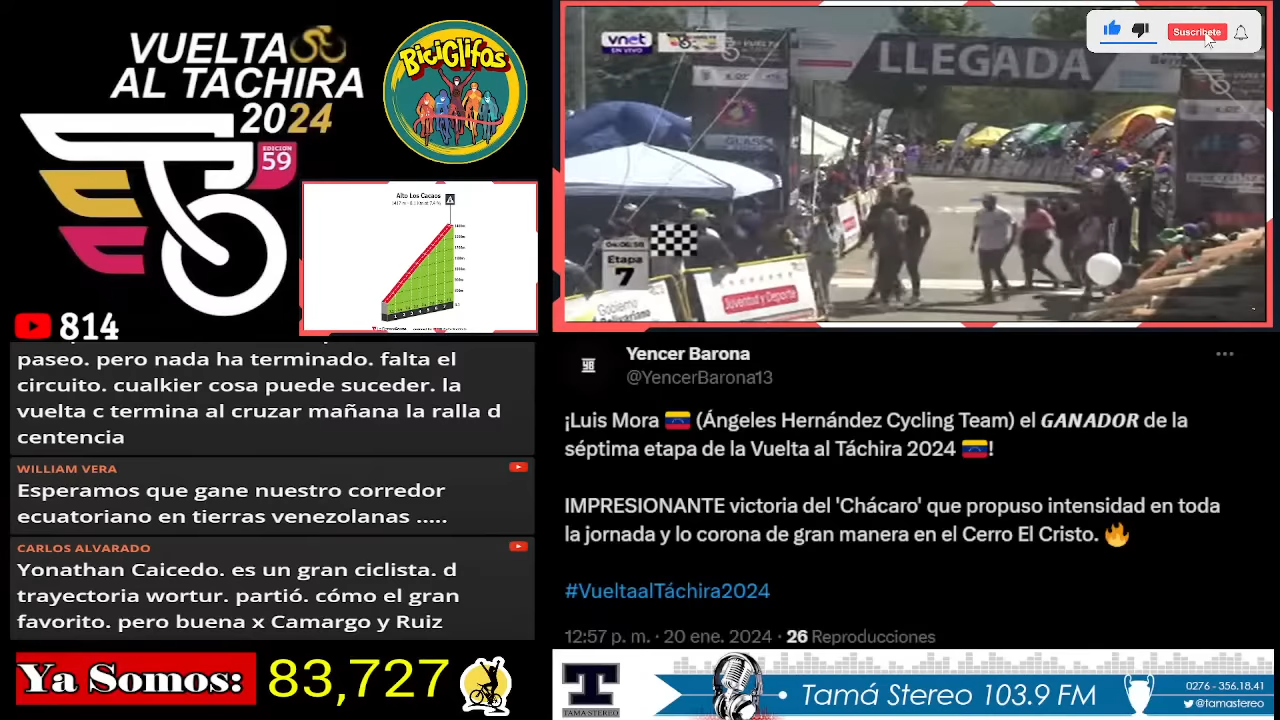 VUELTA
AL TACHIRA
2024
EDICIÓN
59
BiciGlifos
Alto Los Cacaos
814
paseo. pero nada ha terminado. falta el
circuito. cualkier cosa puede suceder. la
vuelta c termina al cruzar mañana la ralla d
centencia
WILLIAM VERA
Esperamos que gane nuestro corredor
ecuatoriano en tierras venezolanas .....
CARLOS ALVARADO
Yonathan Caicedo. es un gran ciclista. d
trayectoria wortur. partió. cómo el gran
favorito. pero buena x Camargo y Ruiz
Ya Somos: 83,727
vnet
EN VIVO
LLEGADA
Suscribete
04:06:58
Etapa
7
Gobierno
Juventud y Deporte
Yencer Barona
@YencerBarona13
¡Luis Mora 🇻🇪 (Ángeles Hernández Cycling Team) el GANADOR de la
séptima etapa de la Vuelta al Táchira 2024 🇻🇪!
IMPRESIONANTE victoria del 'Chácaro' que propuso intensidad en toda
la jornada y lo corona de gran manera en el Cerro El Cristo. 🔥
#VueltaalTáchira2024
12:57 p. m. · 20 ene. 2024 · 26 Reproducciones
T
TAMA STEREO
Tamá Stereo 103.9 FM
0276 - 356.18.41
@tamastereo